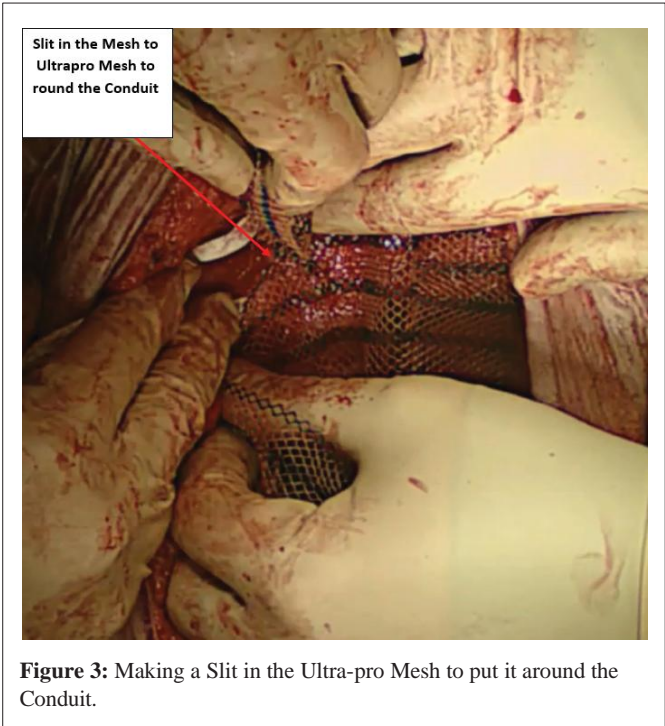 Slit in the Mesh to
Ultrapro Mesh to
round the Conduit
Figure 3: Making a Slit in the Ultra-pro Mesh to put it around the
Conduit.